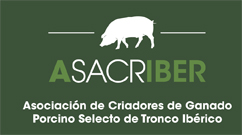 ASACRIBER
Asociación de Criadores de Ganado
Porcino Selecto de Tronco Ibérico